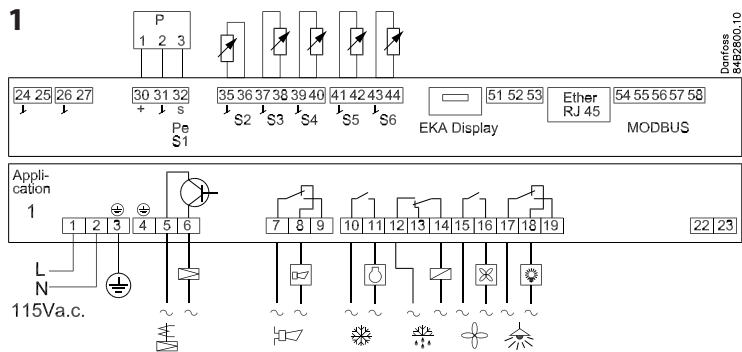 1
P
1 2 3
Danfoss
84B2800.10
24 25 26 27 30 31 32 35 36 37 38 39 40 41 42 43 44 51 52 53 54 55 56 57 58
Ether
RJ 45
+ s
Pe
S1
S2 S3 S4 S5 S6
EKA Display
MODBUS
Appli-
cation
1
1 2 3 4 5 6 7 8 9 10 11 12 13 14 15 16 17 18 19 22 23
L
N
115Va.c.